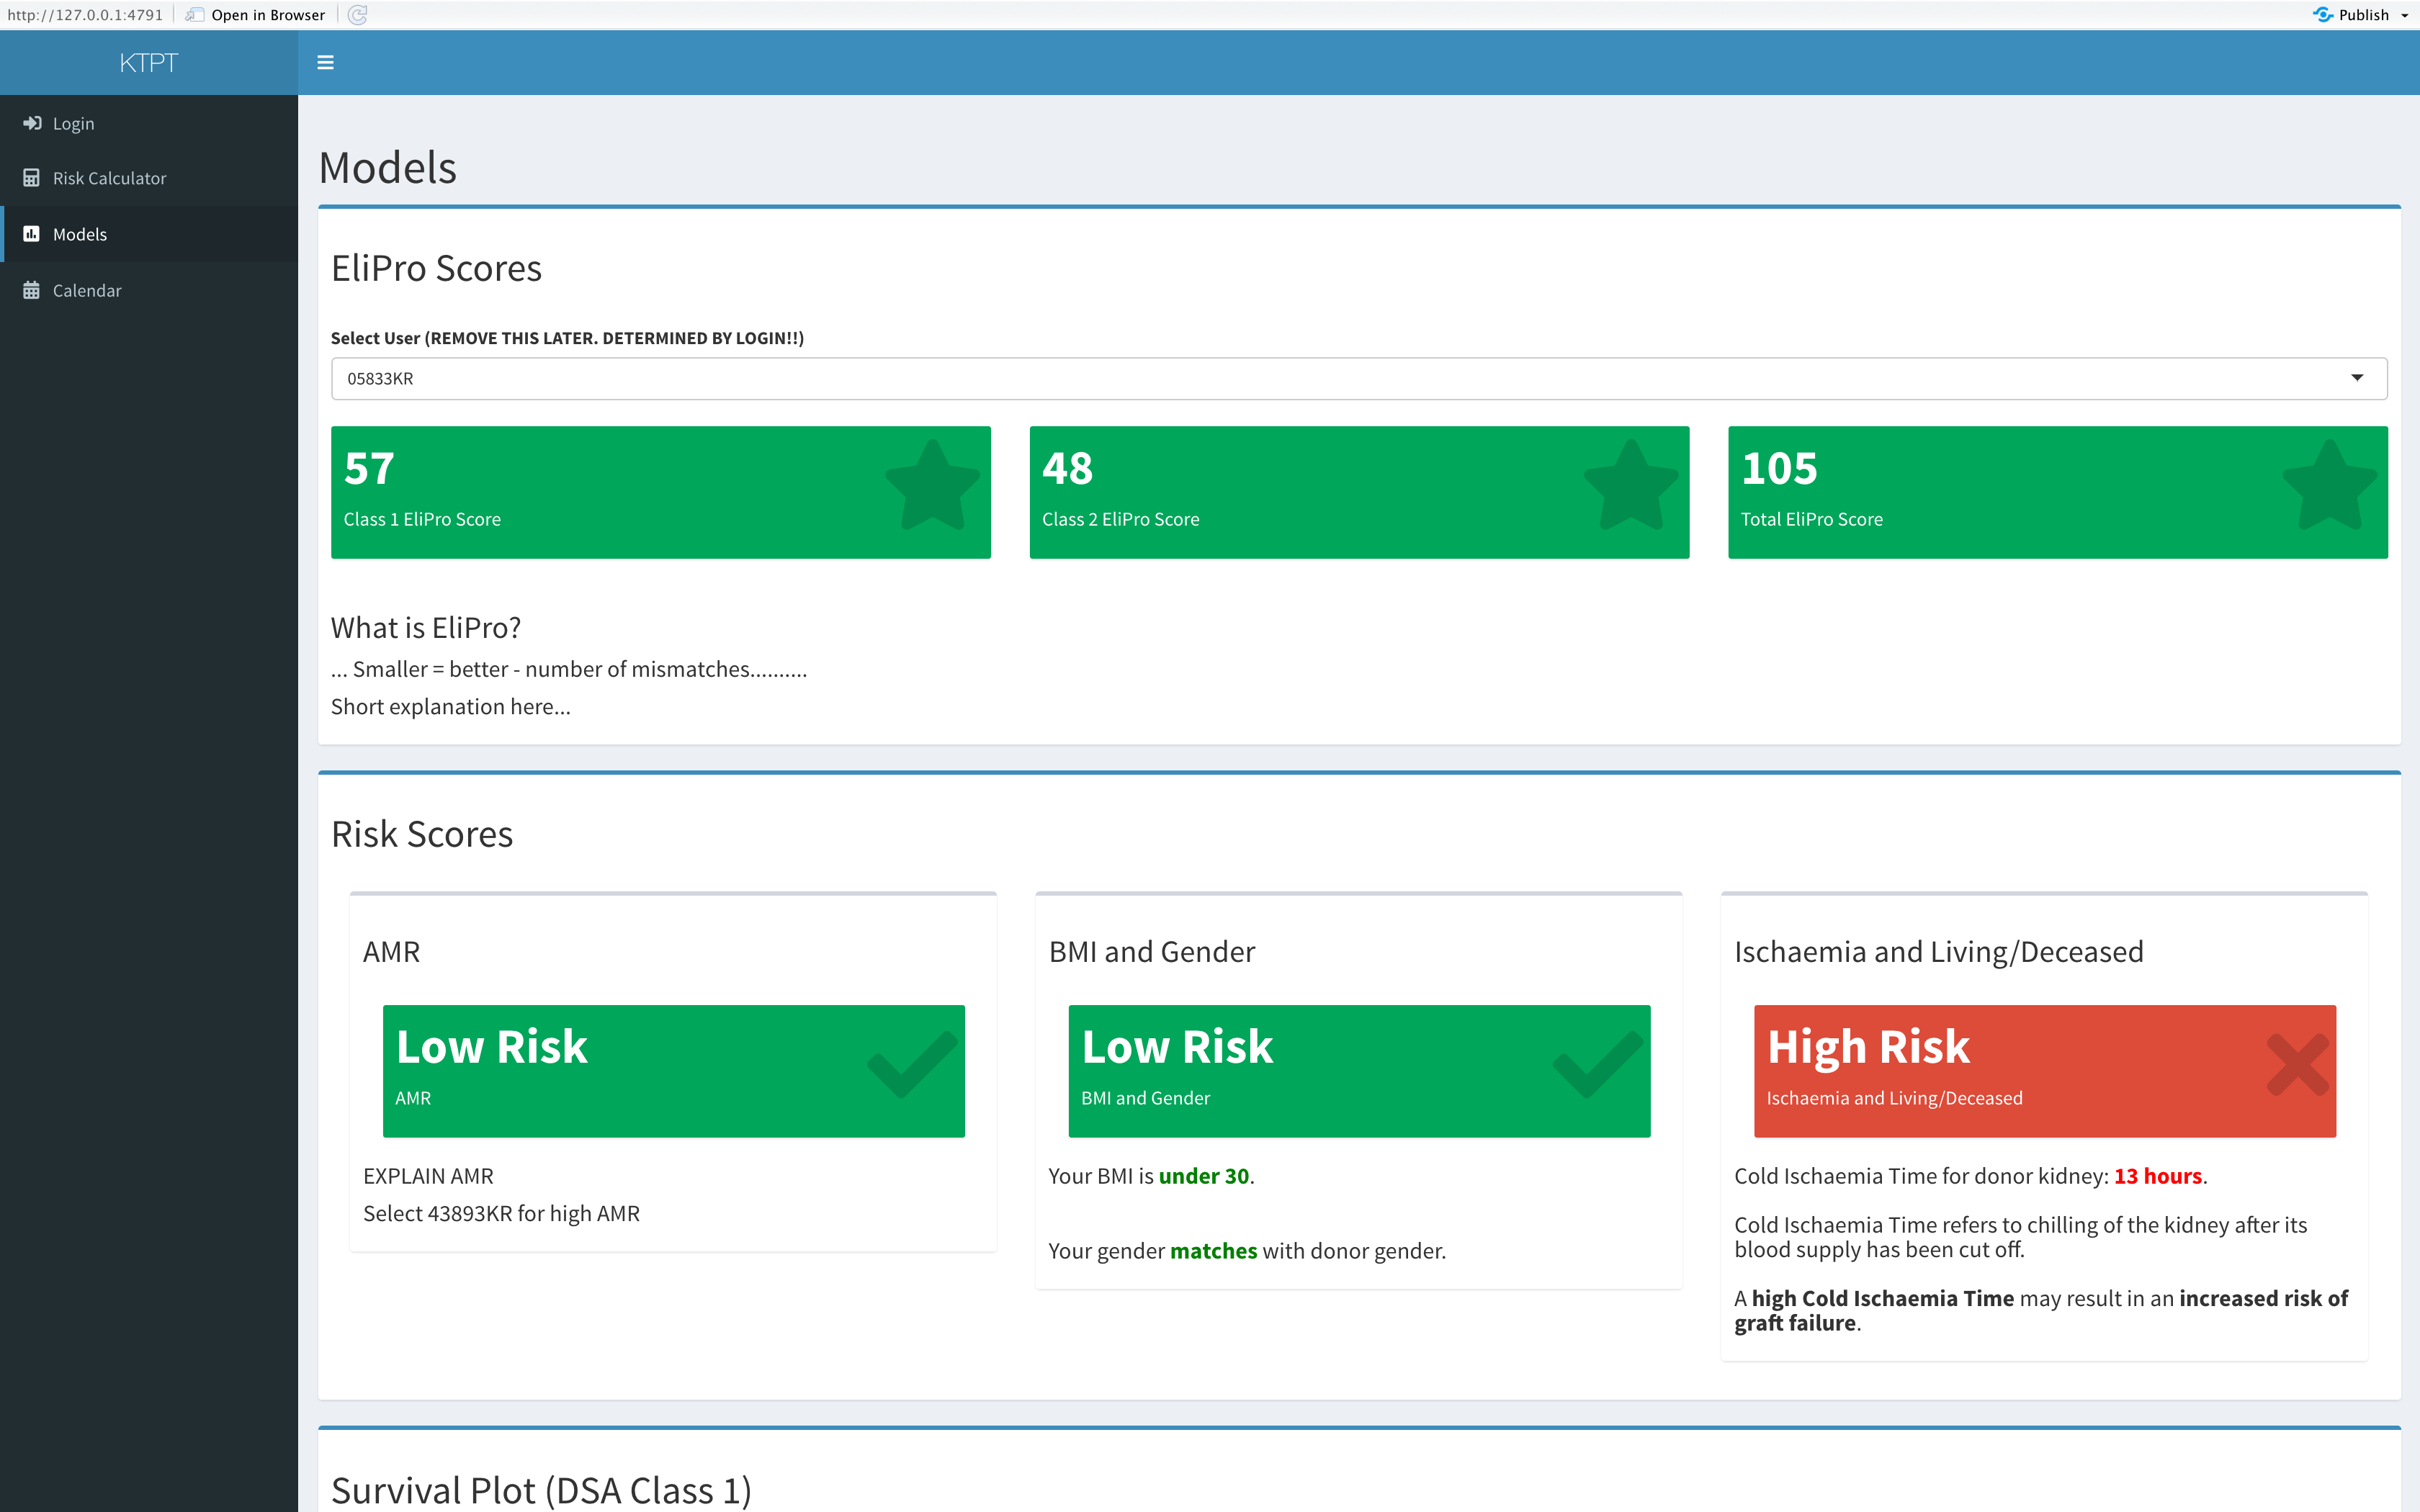 http://127.0.0.1:4791
Open in Browser
Publish
KTPT
Login
Risk Calculator
Models
Calendar
Models
EliPro Scores
Select User (REMOVE THIS LATER. DETERMINED BY LOGIN!!)
05833KR
57
Class 1 EliPro Score
48
Class 2 EliPro Score
105
Total EliPro Score
What is EliPro?
... Smaller = better - number of mismatches..........
Short explanation here...
Risk Scores
AMR
Low Risk
AMR
EXPLAIN AMR
Select 43893KR for high AMR
BMI and Gender
Low Risk
BMI and Gender
Your BMI is under 30.
Your gender matches with donor gender.
Ischaemia and Living/Deceased
High Risk
Ischaemia and Living/Deceased
Cold Ischaemia Time for donor kidney: 13 hours.
Cold Ischaemia Time refers to chilling of the kidney after its
blood supply has been cut off.
A high Cold Ischaemia Time may result in an increased risk of
graft failure.
Survival Plot (DSA Class 1)